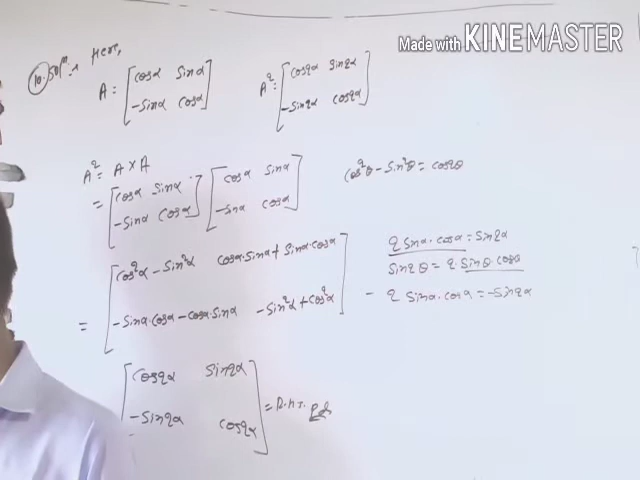 Made with KINEMASTER
10. Solⁿ:- Here,
A = [cosα sinα
-sinα cosα]
A² = [cos2α sin2α
-sin2α cos2α]
A² = A × A
= [cosα sinα
-sinα cosα] [cosα sinα
-sinα cosα]
cos²θ - sin²θ = cos2θ
= [cos²α - sin²α cosα·sinα + sinα·cosα
-sinα·cosα - cosα·sinα -sin²α + cos²α]
2 sinα·cosα = sin2α
sin2θ = 2·sinθ·cosθ
- 2 sinα·cosα = -sin2α
[cos2α sin2α
-sin2α cos2α] = R.H.S.